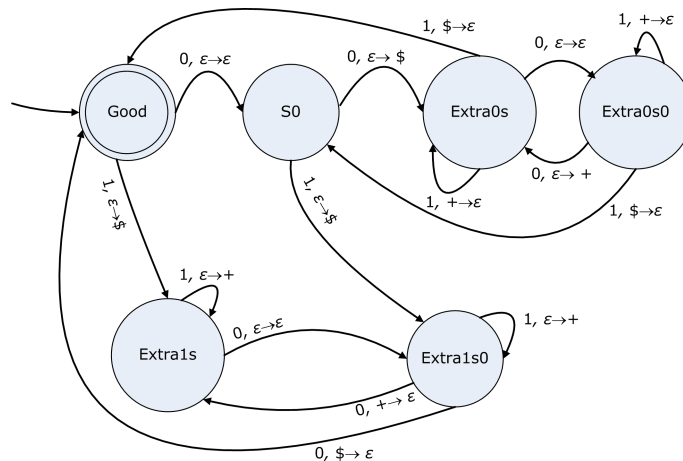 1, $→ε
1, +→ε
0, ε→ε
0, ε→ $
0, ε→ε
Good
S0
Extra0s
Extra0s0
0, ε→ +
1, +→ε
1, $→ε
1, ε→$
1, ε→$
1, ε→+
0, ε→ε
1, ε→+
Extra1s
Extra1s0
0, +→ ε
0, $→ ε